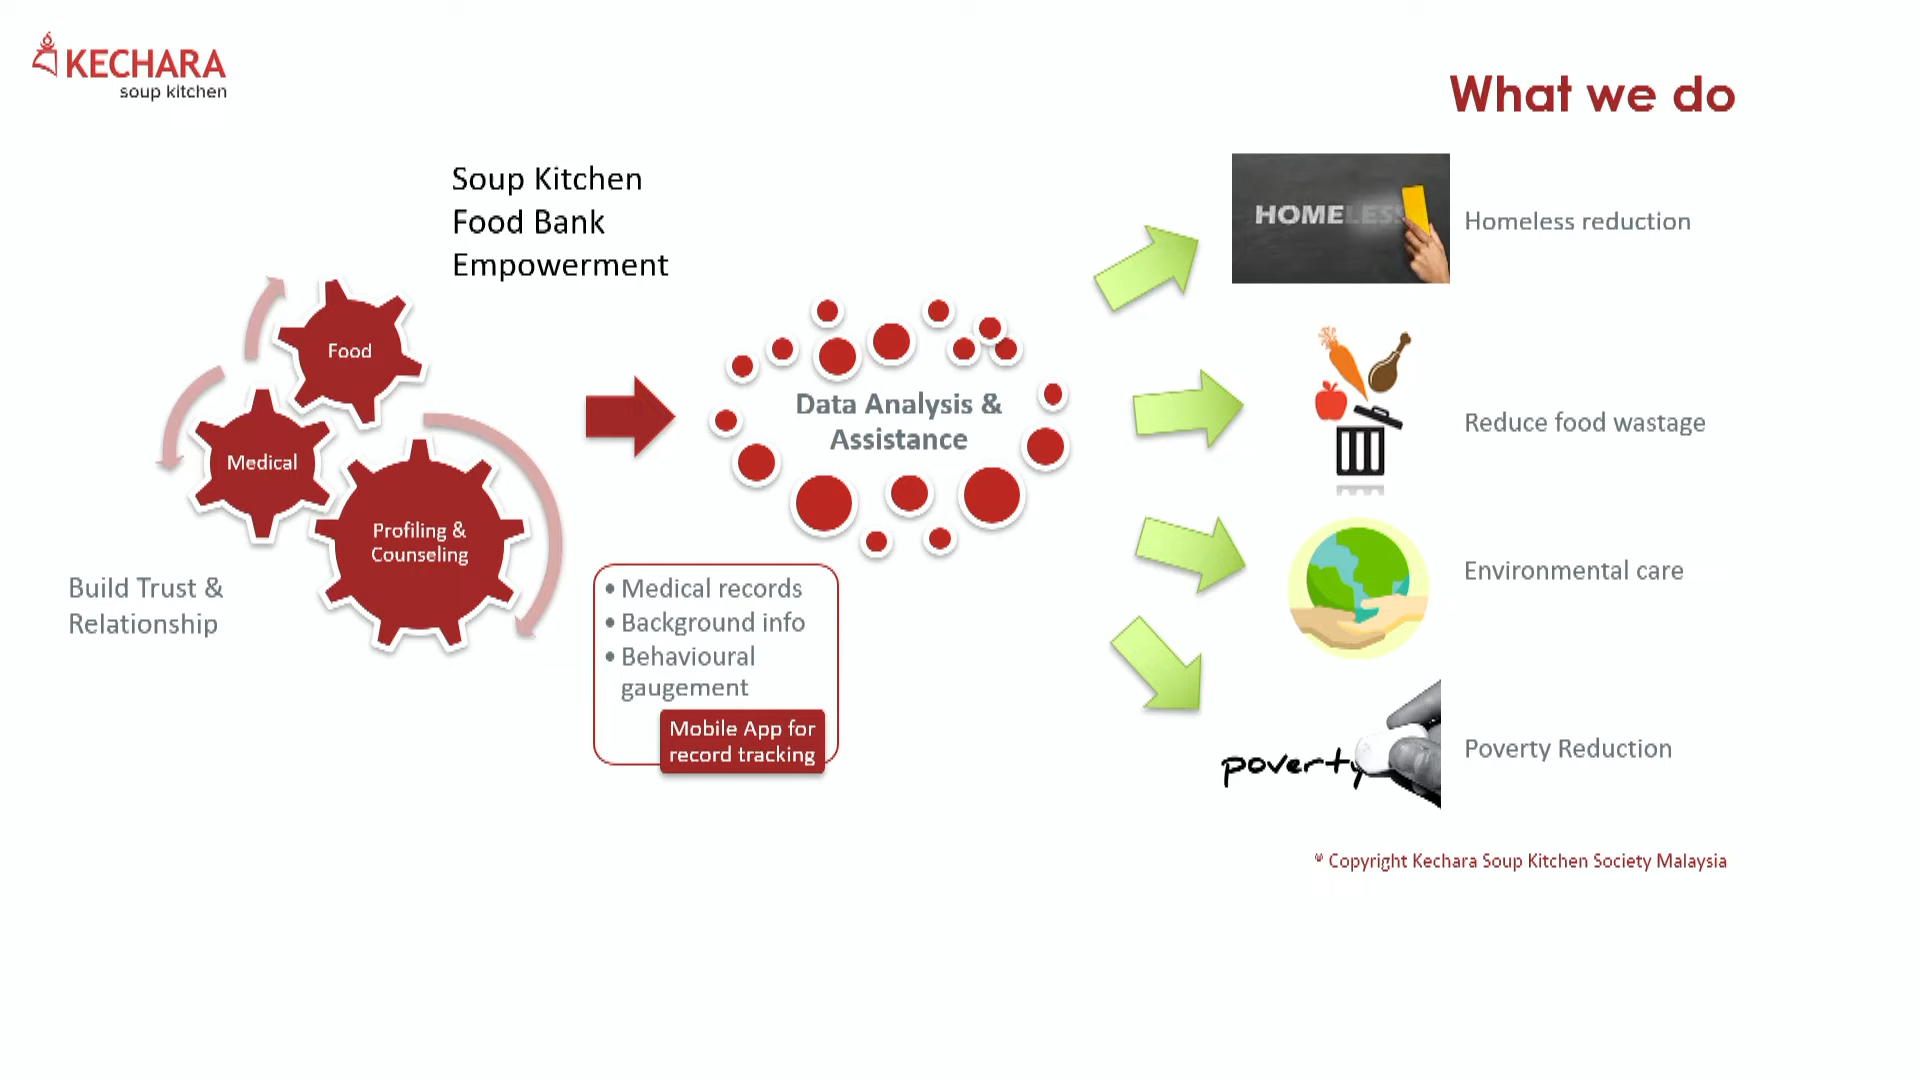 KECHARA
soup kitchen
What we do
Soup Kitchen
Food Bank
Empowerment
Food
Medical
Profiling &
Counseling
Build Trust &
Relationship
Data Analysis &
Assistance
• Medical records
• Background info
• Behavioural
gaugement
Mobile App for
record tracking
HOMELESS
Homeless reduction
Reduce food wastage
Environmental care
poverty
Poverty Reduction
© Copyright Kechara Soup Kitchen Society Malaysia